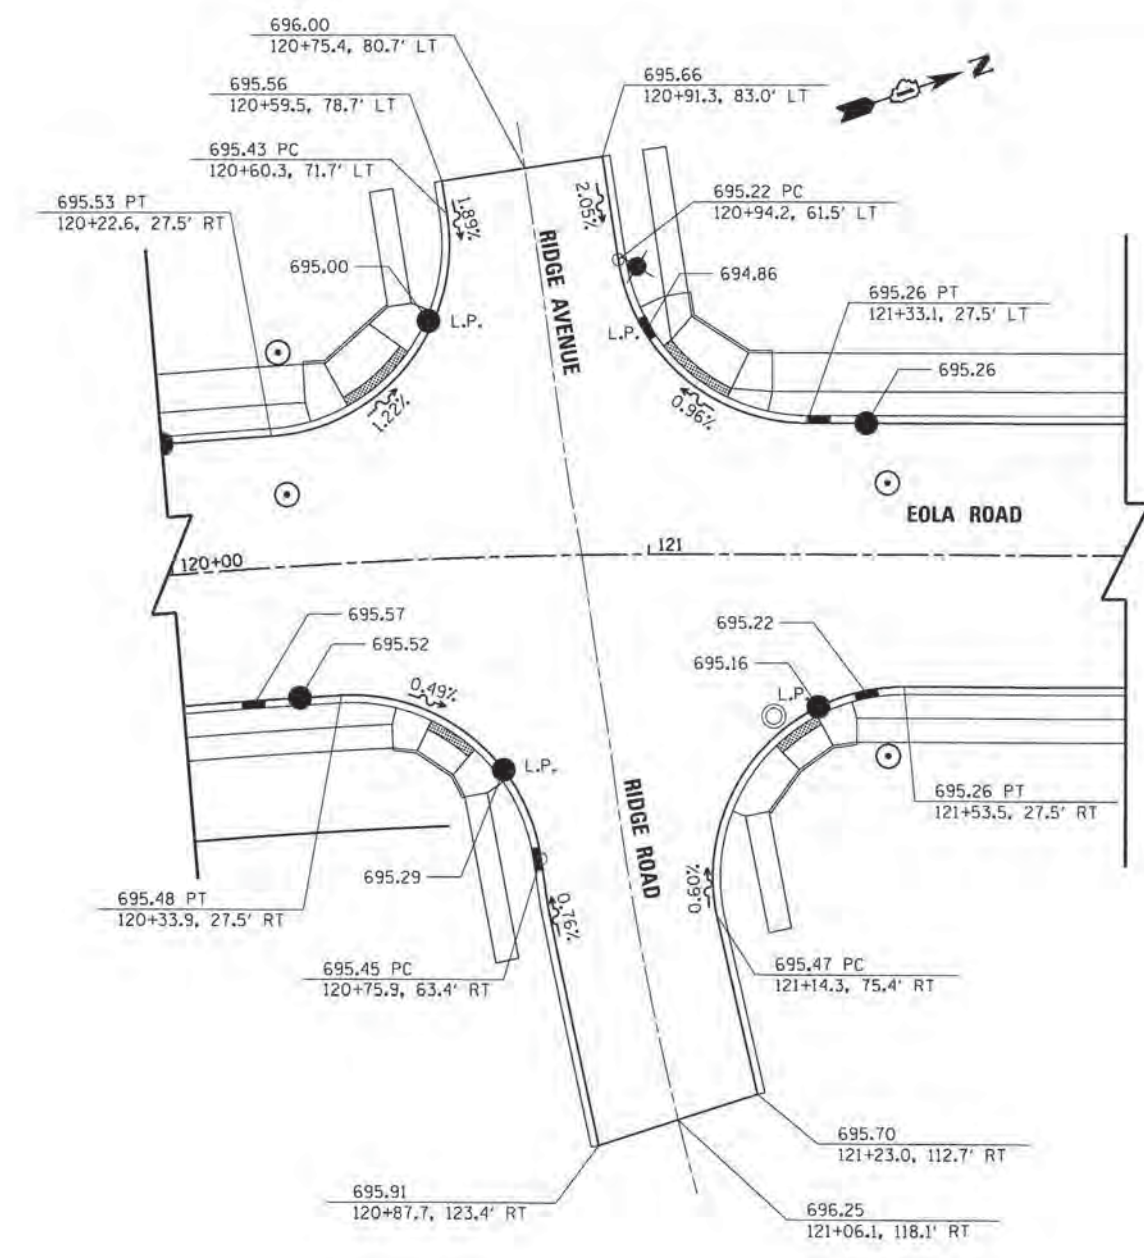 696.00
120+75.4, 80.7' LT
695.56
120+59.5, 78.7' LT
695.66
120+91.3, 83.0' LT
N
695.43 PC
120+60.3, 71.7' LT
695.53 PT
120+22.6, 27.5' RT
1.89%
2.05%
695.22 PC
120+94.2, 61.5' LT
RIDGE AVENUE
695.00
694.86
L.P.
L.P.
695.26 PT
121+33.1, 27.5' LT
695.26
1.22%
0.96%
EOLA ROAD
120+00
121
695.57
695.52
695.22
695.16
0.49%
L.P.
L.P.
RIDGE ROAD
695.26 PT
121+53.5, 27.5' RT
695.29
695.48 PT
120+33.9, 27.5' RT
0.76%
0.60%
695.45 PC
120+75.9, 63.4' RT
695.47 PC
121+14.3, 75.4' RT
695.70
121+23.0, 112.7' RT
695.91
120+87.7, 123.4' RT
696.25
121+06.1, 118.1' RT